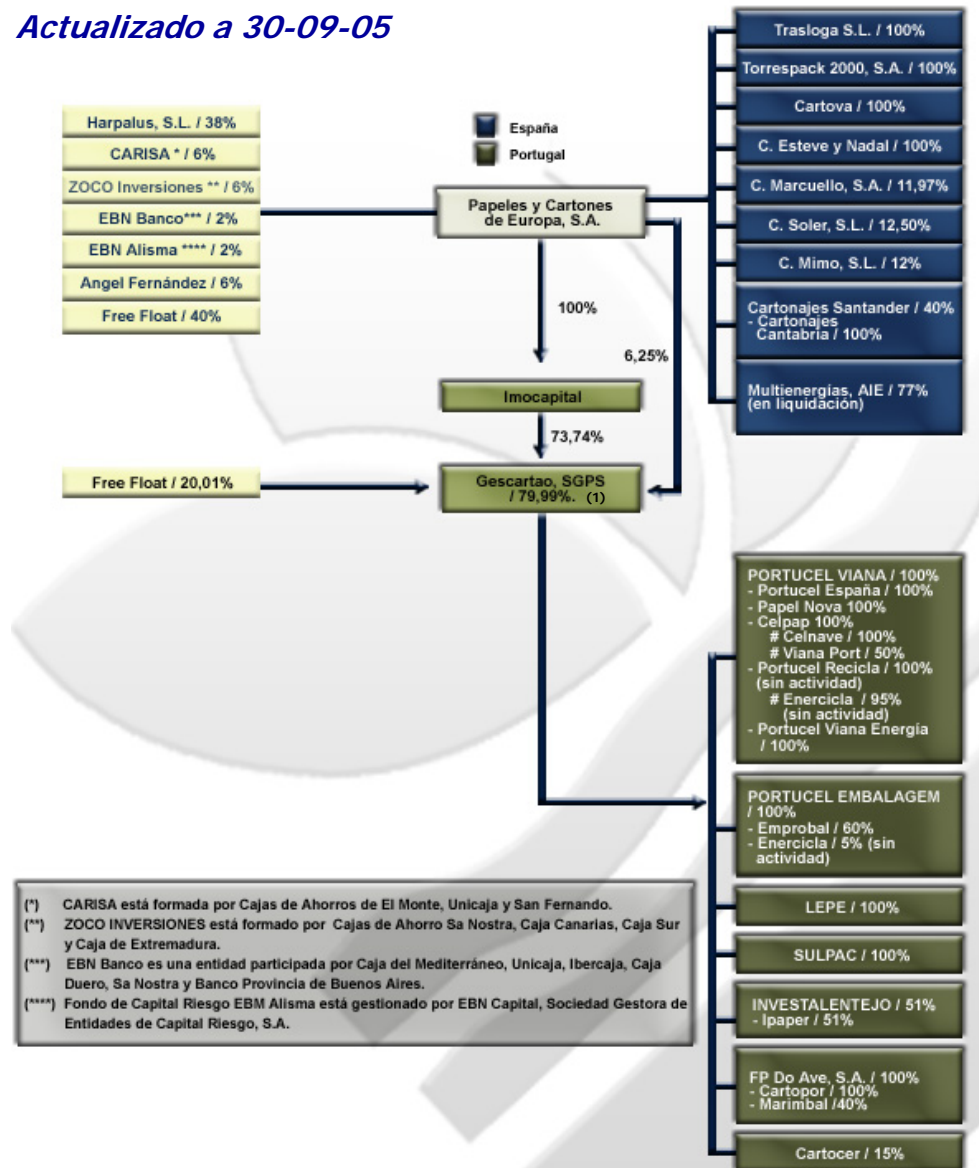 Actualizado a 30-09-05
Harpalus, S.L. / 38%
CARISA * / 6%
ZOCO Inversiones ** / 6%
EBN Banco*** / 2%
EBN Alisma **** / 2%
Angel Fernández / 6%
Free Float / 40%
España
Portugal
Papeles y Cartones
de Europa, S.A.
100%
6,25%
Imocapital
73,74%
Free Float / 20,01%
Gescartao, SGPS
/ 79,99%. (1)
Trasloga S.L. / 100%
Torrespack 2000, S.A. / 100%
Cartova / 100%
C. Esteve y Nadal / 100%
C. Marcuello, S.A. / 11,97%
C. Soler, S.L. / 12,50%
C. Mimo, S.L. / 12%
Cartonajes Santander / 40%
- Cartonajes
Cantabria / 100%
Multienergías, AIE / 77%
(en liquidación)
PORTUCEL VIANA / 100%
- Portucel España / 100%
- Papel Nova 100%
- Celpap 100%
# Celnave / 100%
# Viana Port / 50%
- Portucel Recicla / 100%
(sin actividad)
# Enercicla / 95%
(sin actividad)
- Portucel Viana Energía
/ 100%
PORTUCEL EMBALAGEM
/ 100%
- Emprobal / 60%
- Enercicla / 5% (sin
actividad)
LEPE / 100%
SULPAC / 100%
INVESTALENTEJO / 51%
- Ipaper / 51%
FP Do Ave, S.A. / 100%
- Cartopor / 100%
- Marimbal /40%
Cartocer / 15%
(*) CARISA está formada por Cajas de Ahorros de El Monte, Unicaja y San Fernando.
(**) ZOCO INVERSIONES está formado por Cajas de Ahorro Sa Nostra, Caja Canarias, Caja Sur
y Caja de Extremadura.
(***) EBN Banco es una entidad participada por Caja del Mediterráneo, Unicaja, Ibercaja, Caja
Duero, Sa Nostra y Banco Provincia de Buenos Aires.
(****) Fondo de Capital Riesgo EBM Alisma está gestionado por EBN Capital, Sociedad Gestora de
Entidades de Capital Riesgo, S.A.